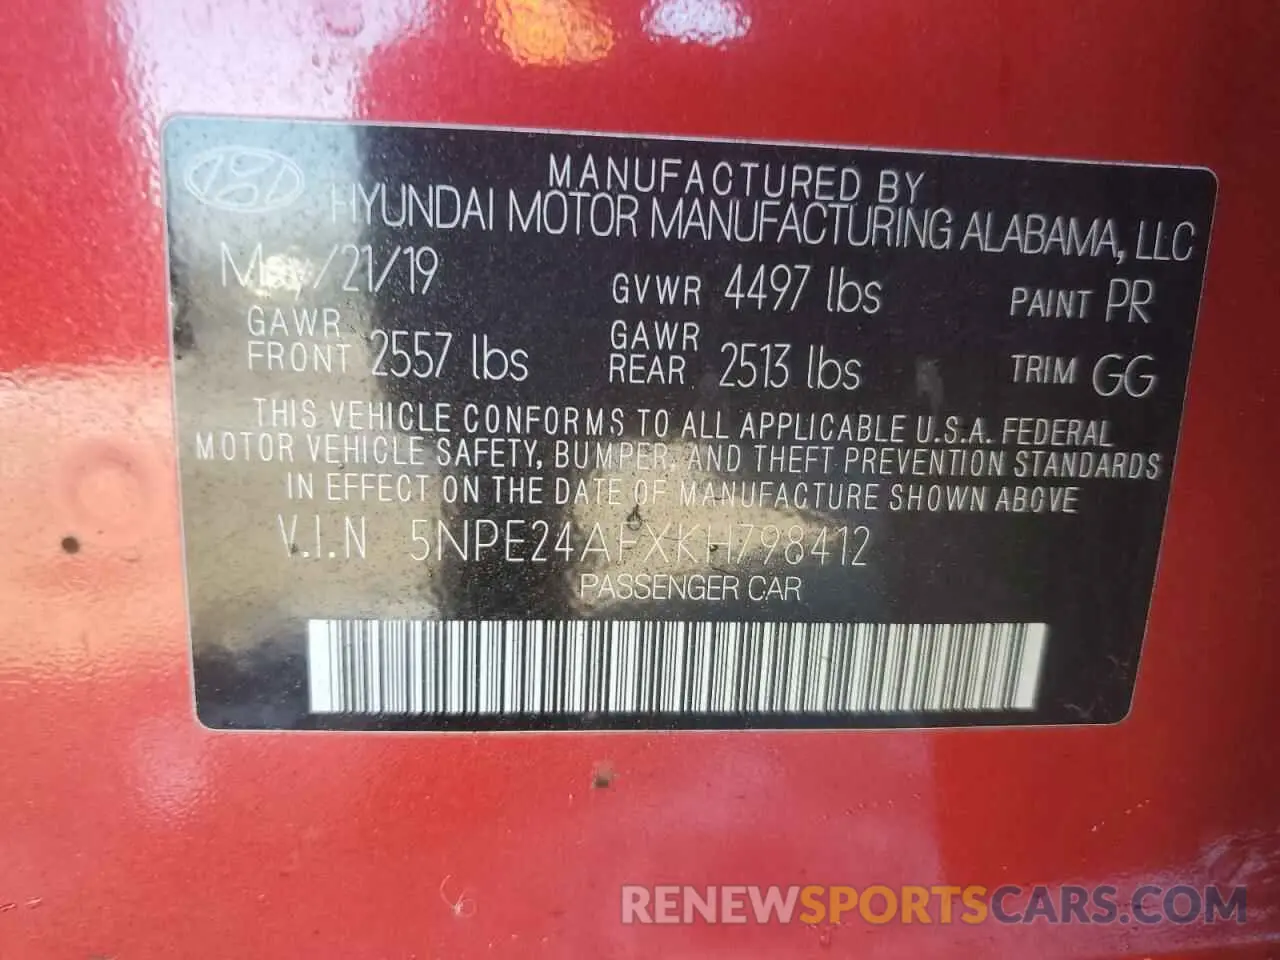 MANUFACTURED BY
HYUNDAI MOTOR MANUFACTURING ALABAMA, LLC
May/21/19 GVWR 4497 lbs PAINT PR
GAWR FRONT 2557 lbs GAWR REAR 2513 lbs TRIM GG
THIS VEHICLE CONFORMS TO ALL APPLICABLE U.S.A. FEDERAL
MOTOR VEHICLE SAFETY, BUMPER, AND THEFT PREVENTION STANDARDS
IN EFFECT ON THE DATE OF MANUFACTURE SHOWN ABOVE
V.I.N 5NPE24AFXKH798412
PASSENGER CAR
RENEWSPORTSCARS.COM